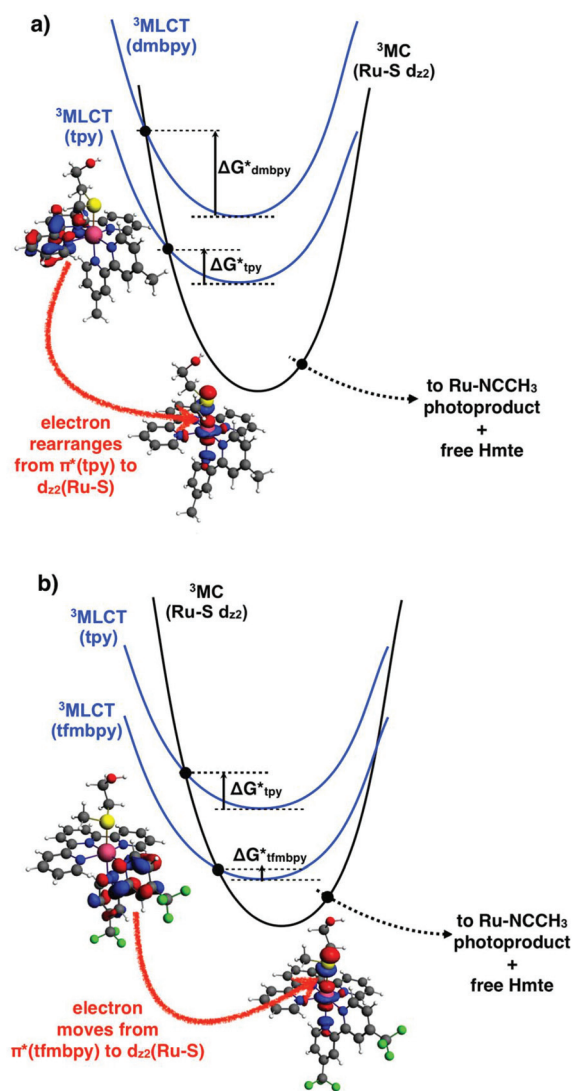 a)
³MLCT
(dmbpy)
³MC
(Ru-S dz2)
³MLCT
(tpy)
ΔG*dmbpy
ΔG*tpy
to Ru-NCCH₃
photoproduct
+
free Hmte
electron
rearranges
from π*(tpy) to
dz2(Ru-S)
b)
³MC
(Ru-S dz2)
³MLCT
(tpy)
³MLCT
(tfmbpy)
ΔG*tpy
ΔG*tfmbpy
to Ru-NCCH₃
photoproduct
+
free Hmte
electron
moves from
π*(tfmbpy) to dz2(Ru-S)